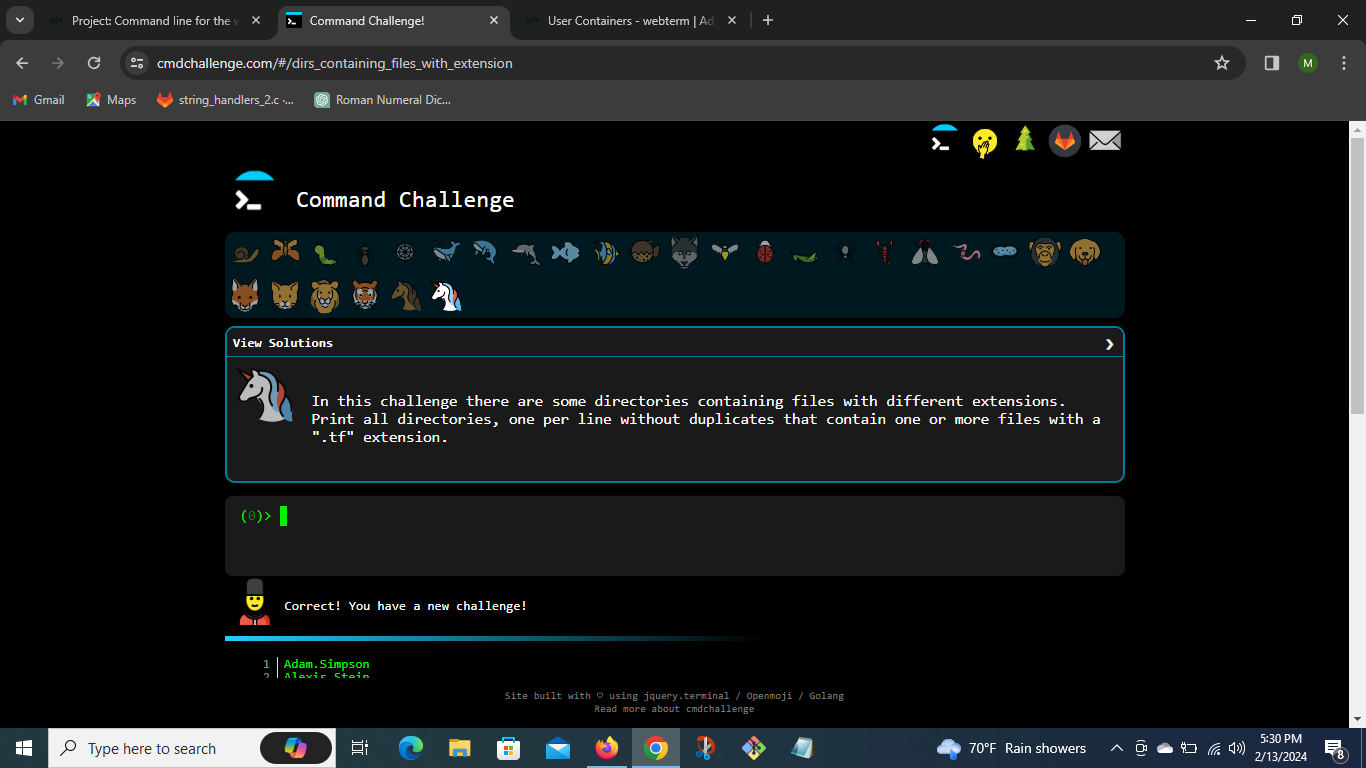 Project: Command line for the w
Command Challenge!
User Containers - webterm | Ad
cmdchallenge.com/#/dirs_containing_files_with_extension
M
Gmail
Maps
string_handlers_2.c ·...
Roman Numeral Dic...
Command Challenge
View Solutions
In this challenge there are some directories containing files with different extensions.
Print all directories, one per line without duplicates that contain one or more files with a
".tf" extension.
(0)>
Correct! You have a new challenge!
1 Adam.Simpson
2 Alexis.Stein
Site built with ♡ using jquery.terminal / Openmoji / Golang
Read more about cmdchallenge
Type here to search
70°F Rain showers
5:30 PM
2/13/2024
8